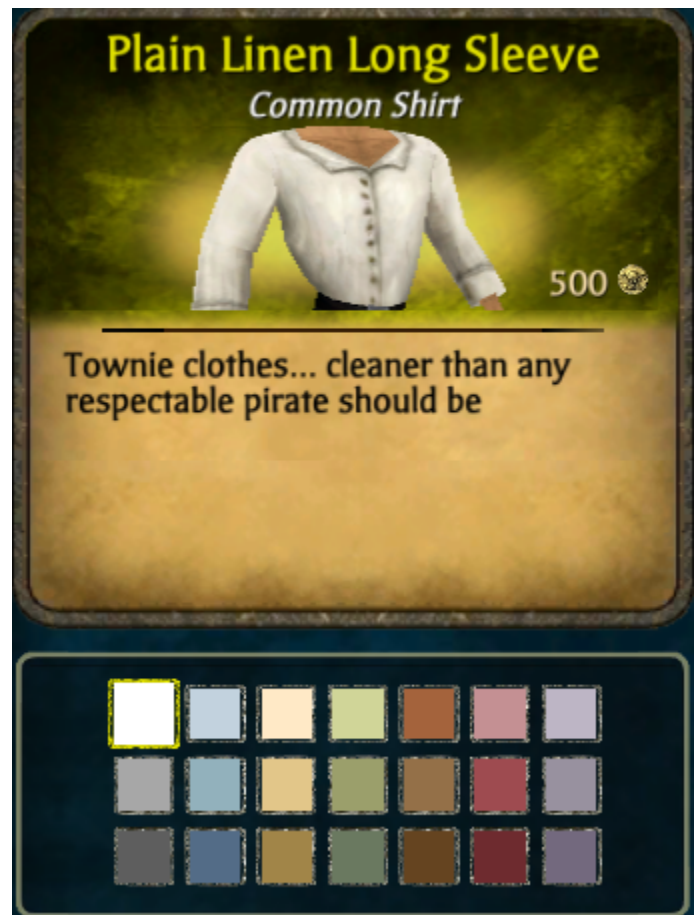 Plain Linen Long Sleeve
Common Shirt
500
Townie clothes... cleaner than any
respectable pirate should be